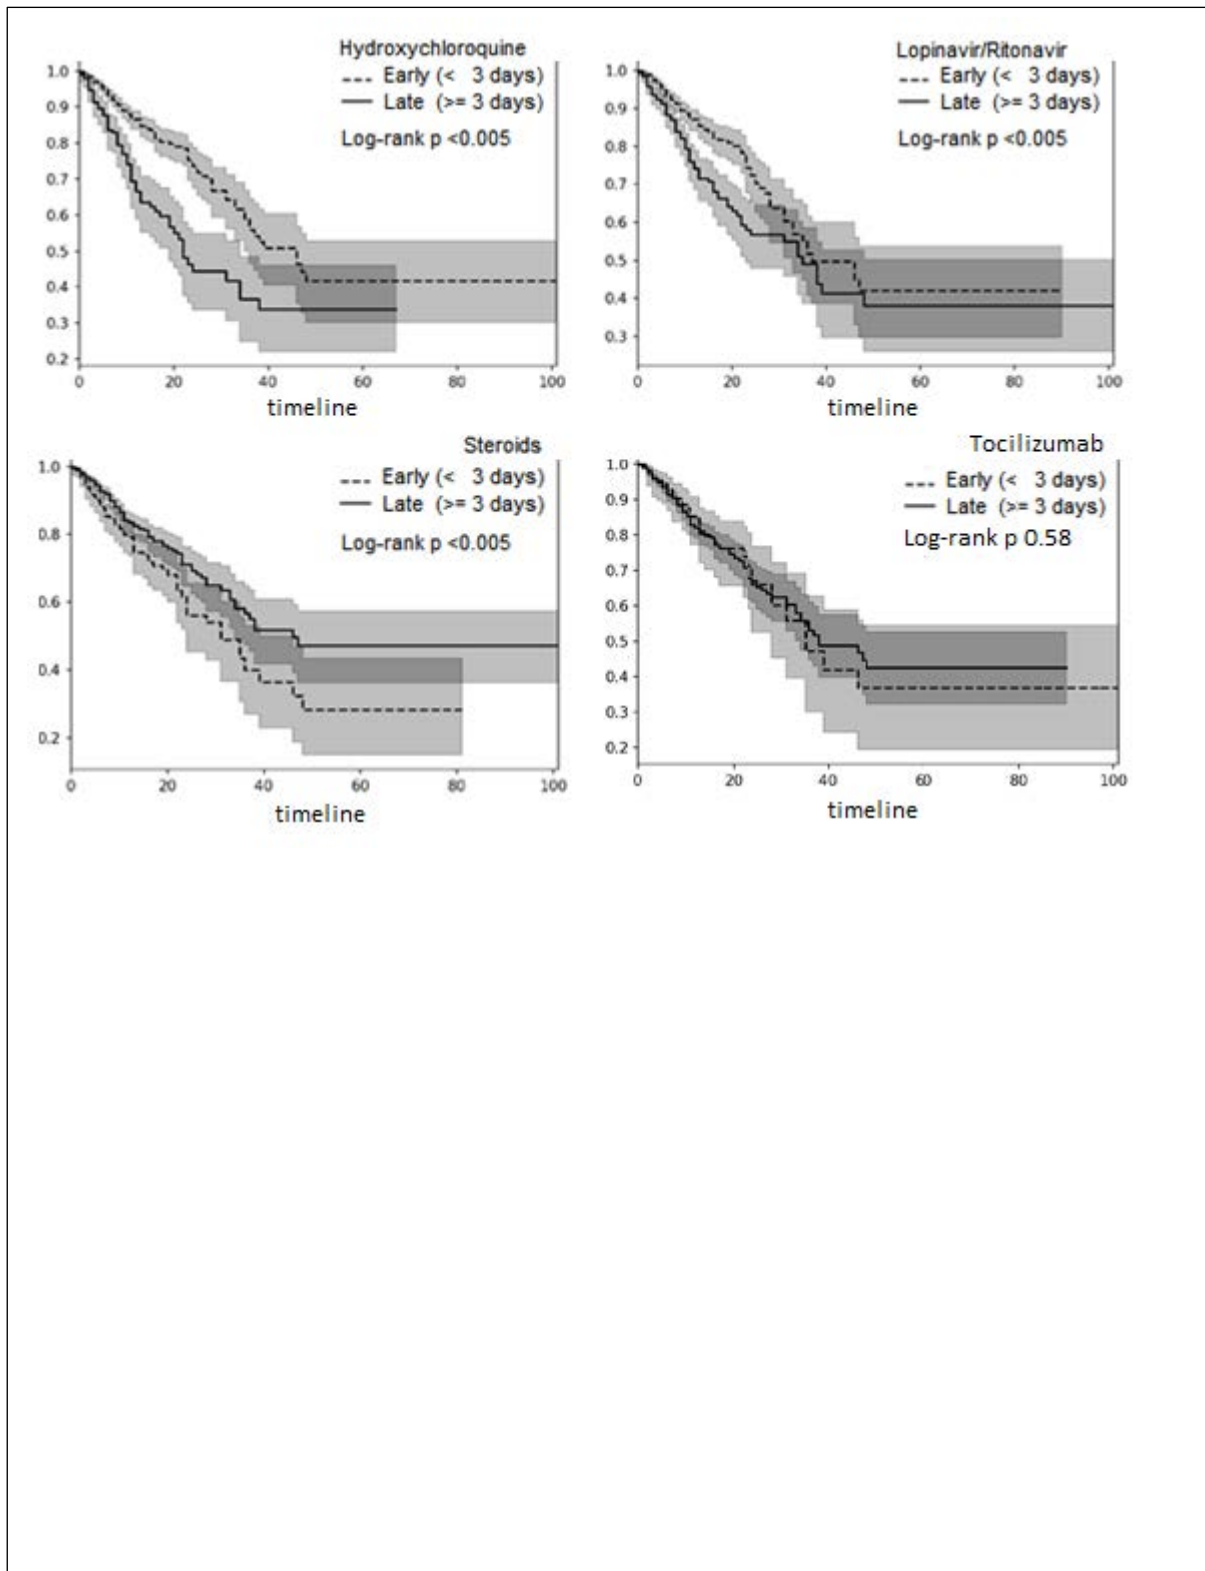 Hydroxychloroquine
Early (< 3 days)
Late (>= 3 days)
Log-rank p <0.005
1.0
0.9
0.8
0.7
0.6
0.5
0.4
0.3
0.2
0 20 40 60 80 100
timeline
Lopinavir/Ritonavir
Early (< 3 days)
Late (>= 3 days)
Log-rank p <0.005
1.0
0.9
0.8
0.7
0.6
0.5
0.4
0.3
0 20 40 60 80 100
timeline
Steroids
Early (< 3 days)
Late (>= 3 days)
Log-rank p <0.005
1.0
0.8
0.6
0.4
0.2
0 20 40 60 80 100
timeline
Tocilizumab
Early (< 3 days)
Late (>= 3 days)
Log-rank p 0.58
1.0
0.9
0.8
0.7
0.6
0.5
0.4
0.3
0.2
0 20 40 60 80 100
timeline